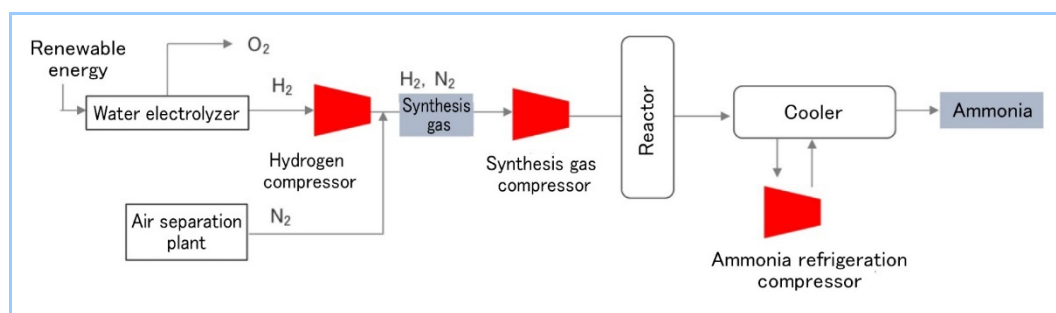 Renewable
energy
O₂
H₂
H₂, N₂
Water electrolyzer
Synthesis
gas
Hydrogen
compressor
Synthesis gas
compressor
Reactor
Cooler
Ammonia
Air separation
plant
N₂
Ammonia refrigeration
compressor